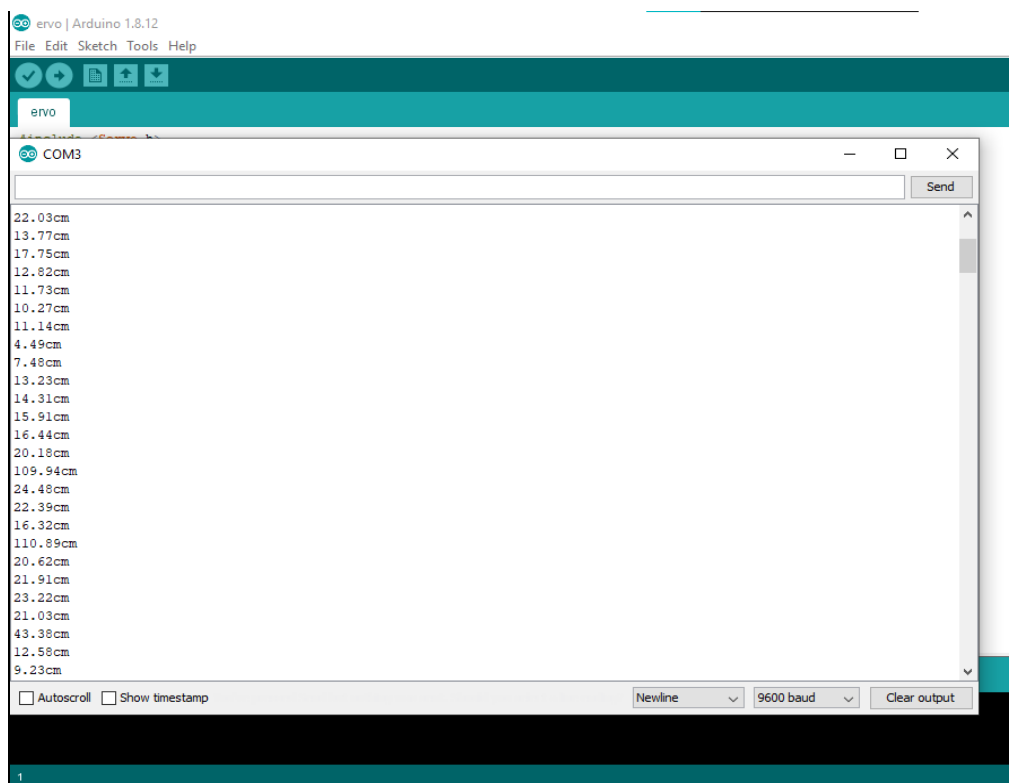 ervo | Arduino 1.8.12
File Edit Sketch Tools Help
ervo
#include <Servo.h>
COM3
Send
22.03cm
13.77cm
17.75cm
12.82cm
11.73cm
10.27cm
11.14cm
4.49cm
7.48cm
13.23cm
14.31cm
15.91cm
16.44cm
20.18cm
109.94cm
24.48cm
22.39cm
16.32cm
110.89cm
20.62cm
21.91cm
23.22cm
21.03cm
43.38cm
12.58cm
9.23cm
Autoscroll Show timestamp Newline 9600 baud Clear output
1